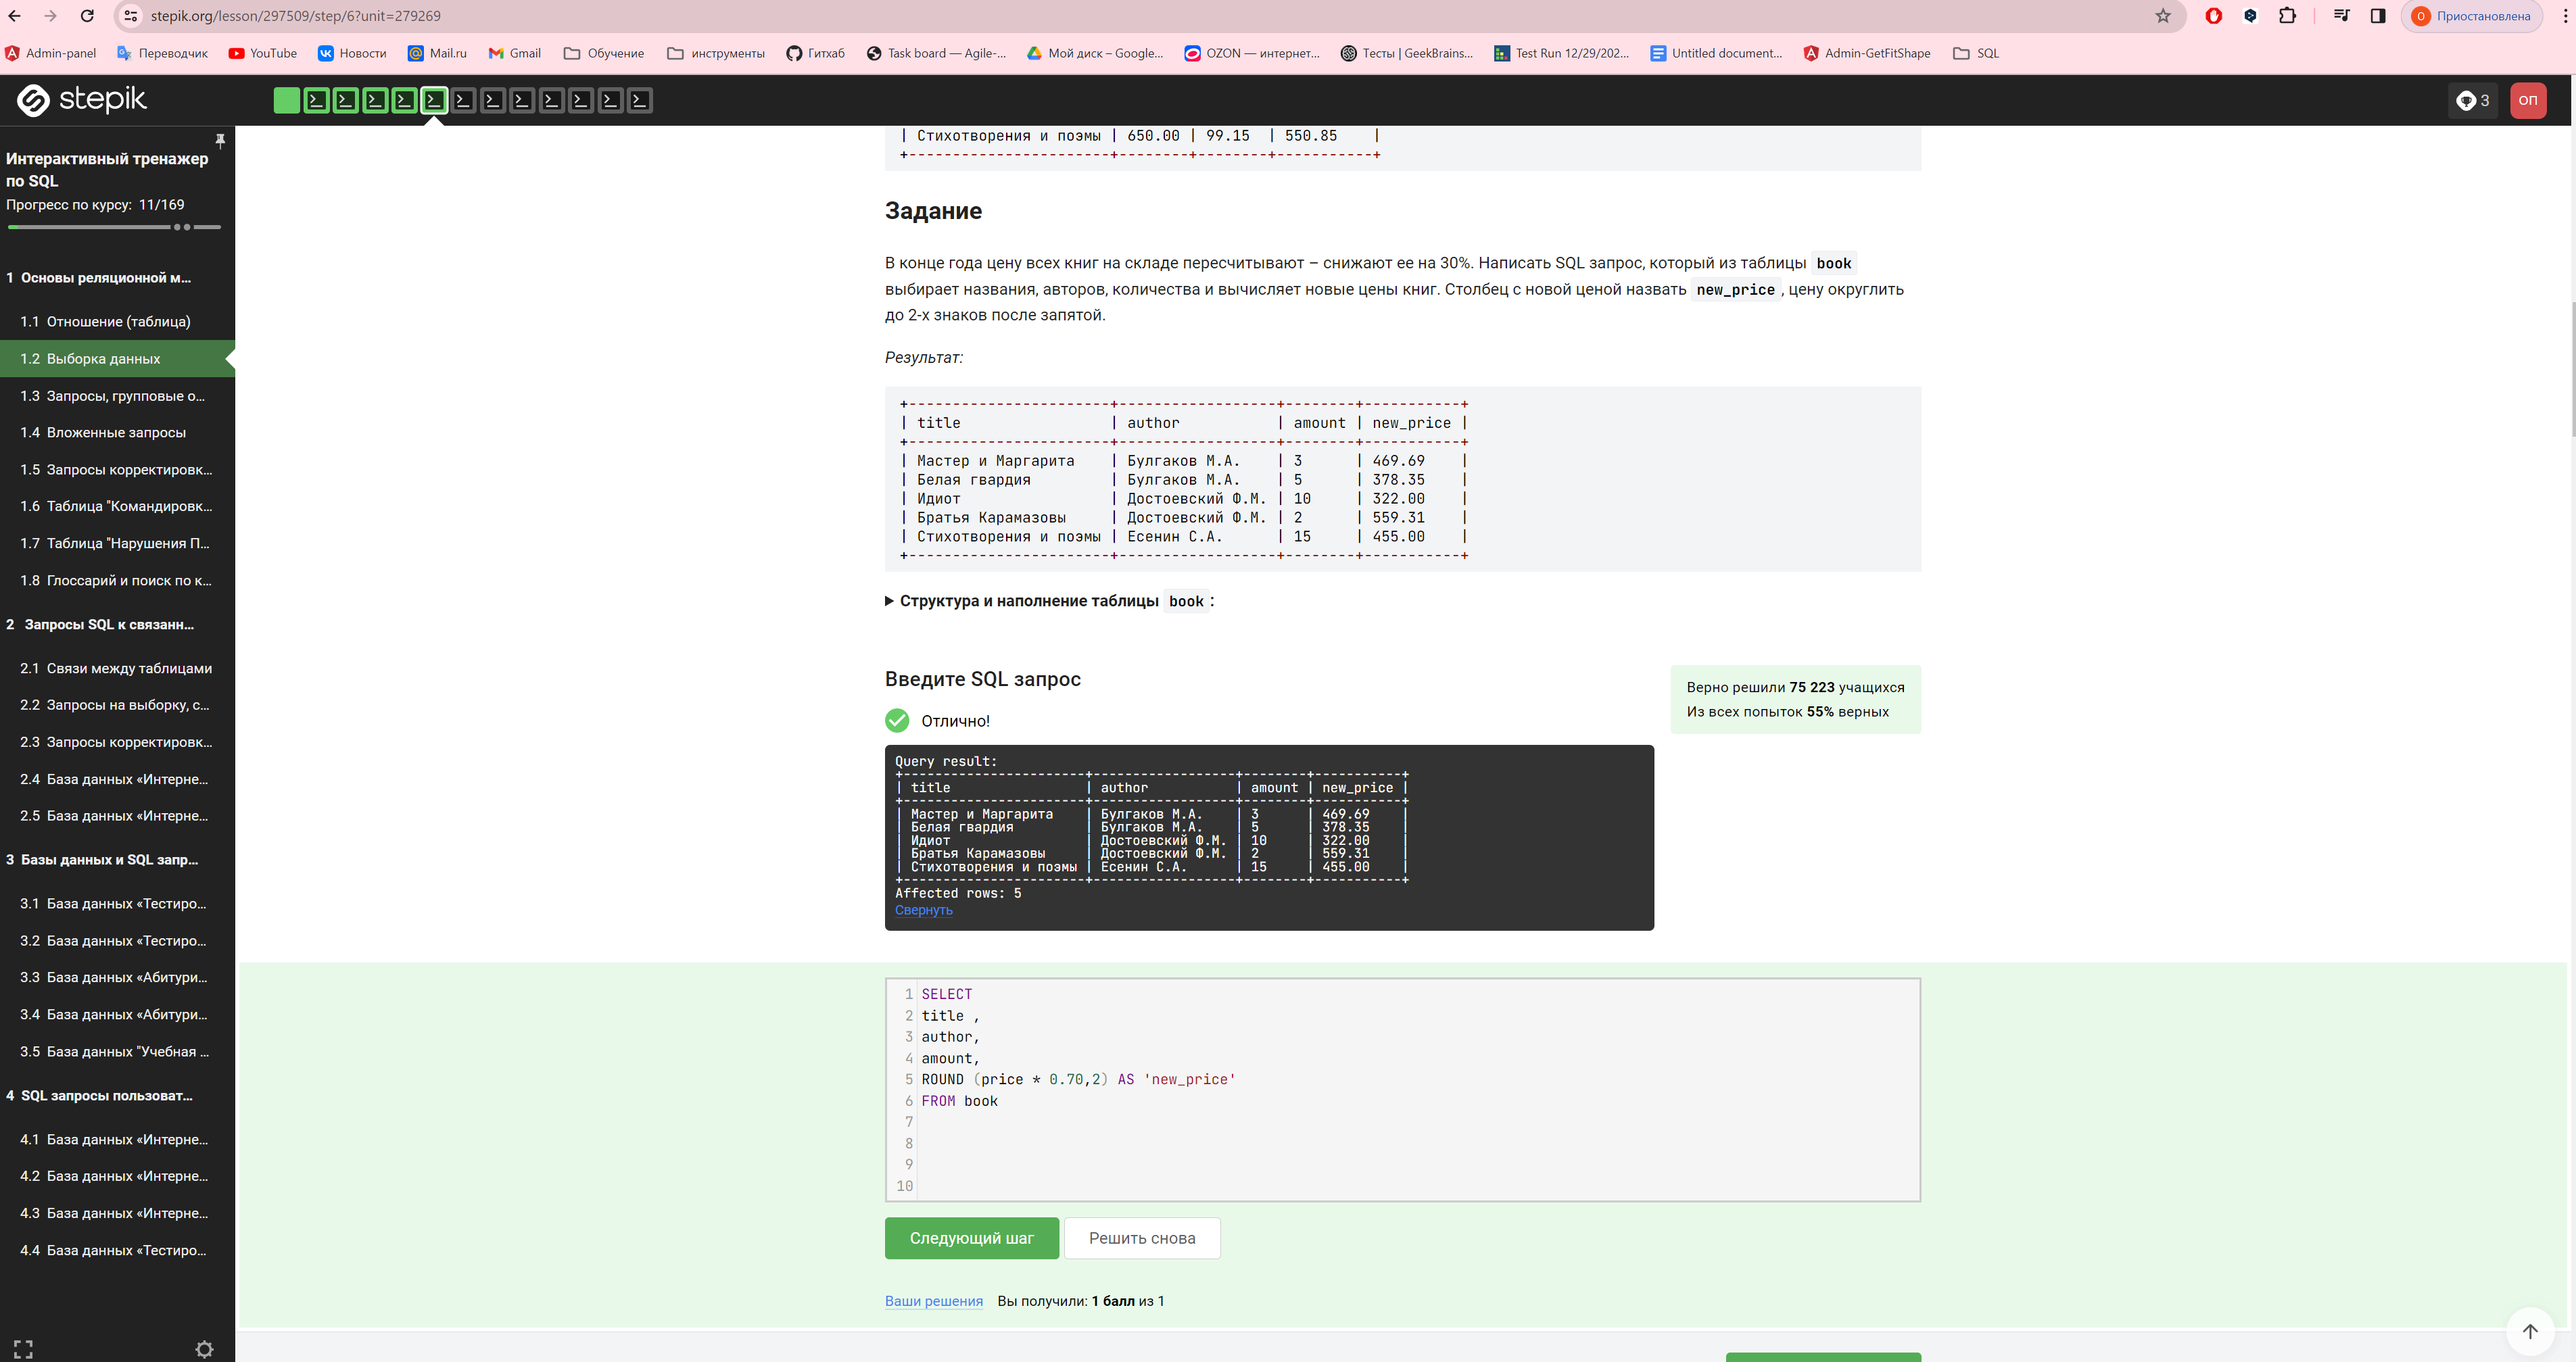 stepik.org/lesson/297509/step/6?unit=279269
О Приостановлена
Admin-panel Переводчик YouTube Новости Mail.ru Gmail Обучение инструменты Гитхаб Task board — Agile-... Мой диск – Google... OZON — интернет... Тесты | GeekBrains... Test Run 12/29/202... Untitled document... Admin-GetFitShape SQL
stepik
3
ОП
Интерактивный тренажер
по SQL
Прогресс по курсу: 11/169
1 Основы реляционной м...
1.1 Отношение (таблица)
1.2 Выборка данных
1.3 Запросы, групповые о...
1.4 Вложенные запросы
1.5 Запросы корректировк...
1.6 Таблица "Командировк...
1.7 Таблица "Нарушения П...
1.8 Глоссарий и поиск по к...
2 Запросы SQL к связанн...
2.1 Связи между таблицами
2.2 Запросы на выборку, с...
2.3 Запросы корректировк...
2.4 База данных «Интерне...
2.5 База данных «Интерне...
3 Базы данных и SQL запр...
3.1 База данных «Тестиро...
3.2 База данных «Тестиро...
3.3 База данных «Абитури...
3.4 База данных «Абитури...
3.5 База данных "Учебная ...
4 SQL запросы пользоват...
4.1 База данных «Интерне...
4.2 База данных «Интерне...
4.3 База данных «Интерне...
4.4 База данных «Тестиро...
| Стихотворения и поэмы | 650.00 | 99.15 | 550.85 |
+-----------------------+--------+--------+-----------+
Задание
В конце года цену всех книг на складе пересчитывают – снижают ее на 30%. Написать SQL запрос, который из таблицы book
выбирает названия, авторов, количества и вычисляет новые цены книг. Столбец с новой ценой назвать new_price, цену округлить
до 2-х знаков после запятой.
Результат:
+-----------------------+------------------+--------+-----------+
| title | author | amount | new_price |
+-----------------------+------------------+--------+-----------+
| Мастер и Маргарита | Булгаков М.А. | 3 | 469.69 |
| Белая гвардия | Булгаков М.А. | 5 | 378.35 |
| Идиот | Достоевский Ф.М. | 10 | 322.00 |
| Братья Карамазовы | Достоевский Ф.М. | 2 | 559.31 |
| Стихотворения и поэмы | Есенин С.А. | 15 | 455.00 |
+-----------------------+------------------+--------+-----------+
Структура и наполнение таблицы book:
Введите SQL запрос
Верно решили 75 223 учащихся
Из всех попыток 55% верных
Отлично!
Query result:
+-----------------------+------------------+--------+-----------+
| title | author | amount | new_price |
+-----------------------+------------------+--------+-----------+
| Мастер и Маргарита | Булгаков М.А. | 3 | 469.69 |
| Белая гвардия | Булгаков М.А. | 5 | 378.35 |
| Идиот | Достоевский Ф.М. | 10 | 322.00 |
| Братья Карамазовы | Достоевский Ф.М. | 2 | 559.31 |
| Стихотворения и поэмы | Есенин С.А. | 15 | 455.00 |
+-----------------------+------------------+--------+-----------+
Affected rows: 5
Свернуть
1 SELECT
2 title ,
3 author,
4 amount,
5 ROUND (price * 0.70,2) AS 'new_price'
6 FROM book
7
8
9
10
Следующий шаг Решить снова
Ваши решения Вы получили: 1 балл из 1